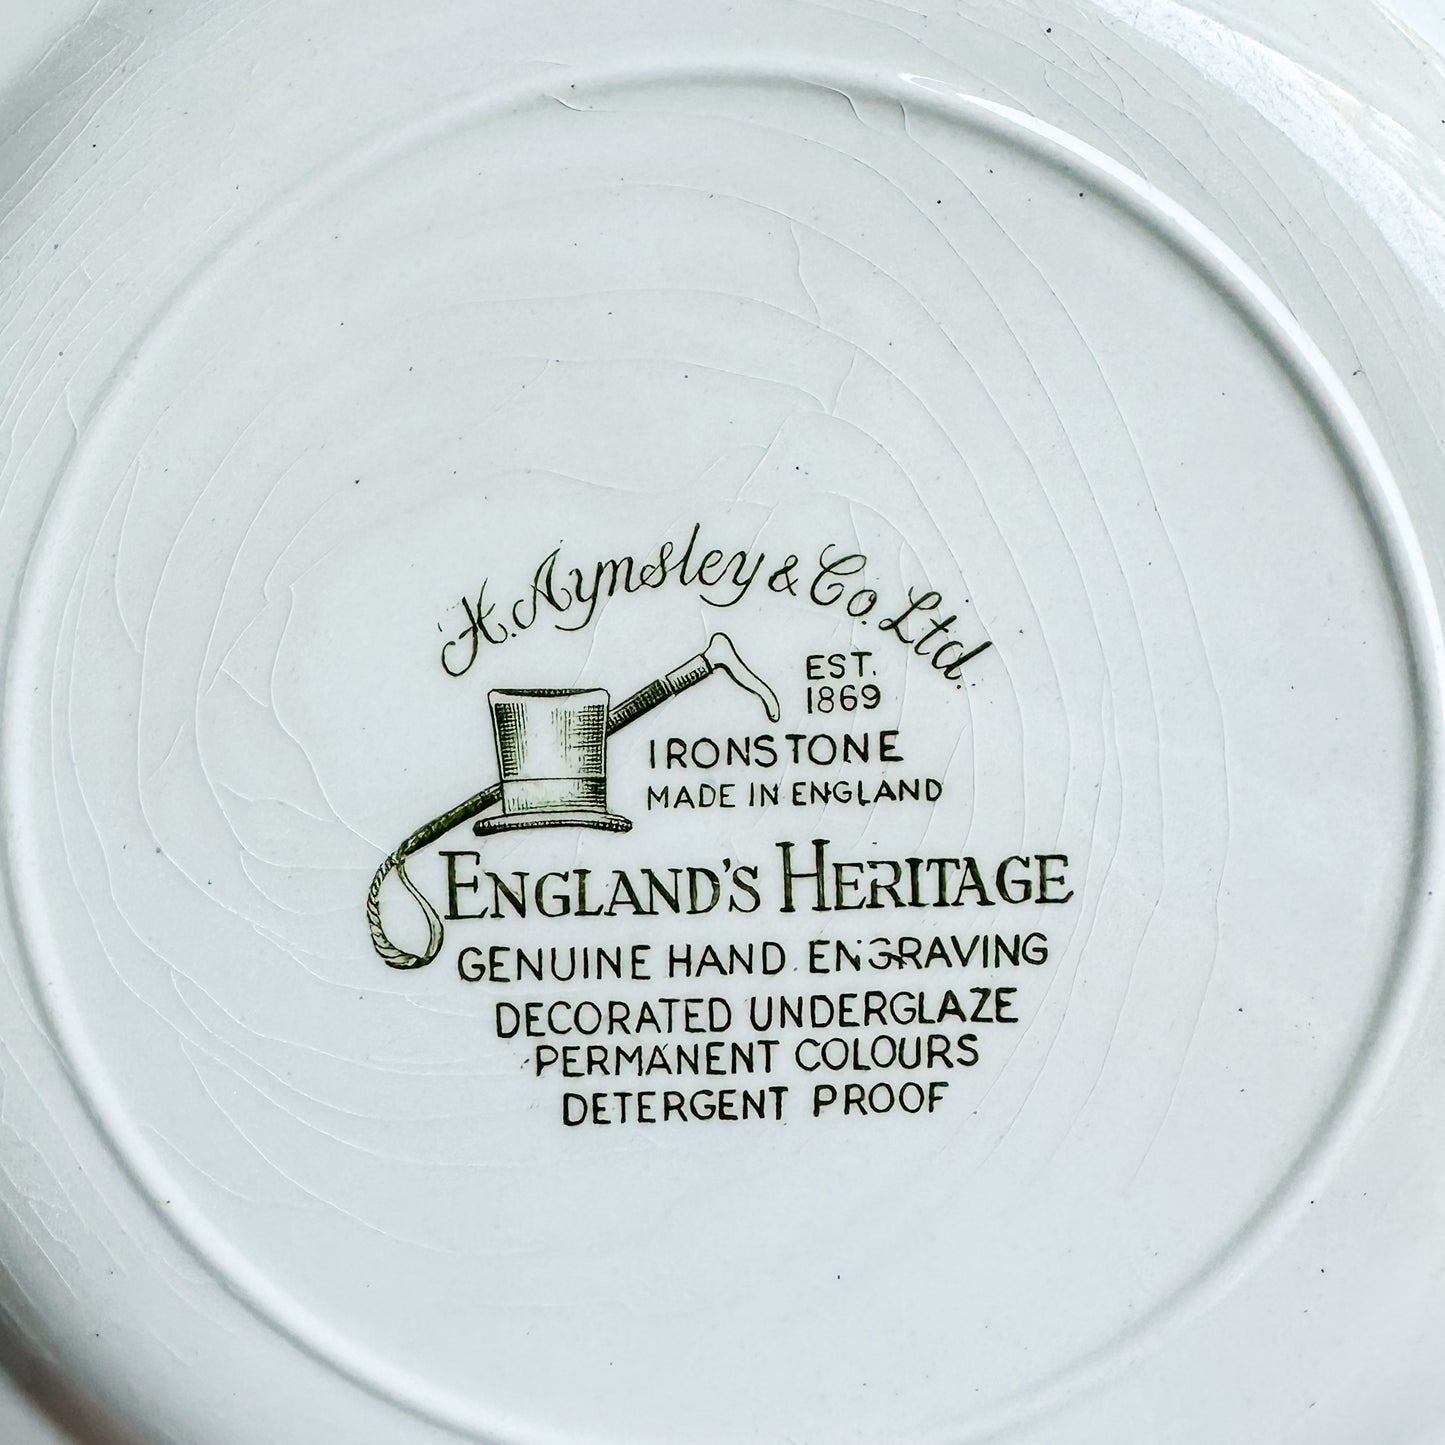 H. Aynsley & Co. Ltd.
EST.
1869
IRONSTONE
MADE IN ENGLAND
ENGLAND'S HERITAGE
GENUINE HAND ENGRAVING
DECORATED UNDERGLAZE
PERMANENT COLOURS
DETERGENT PROOF